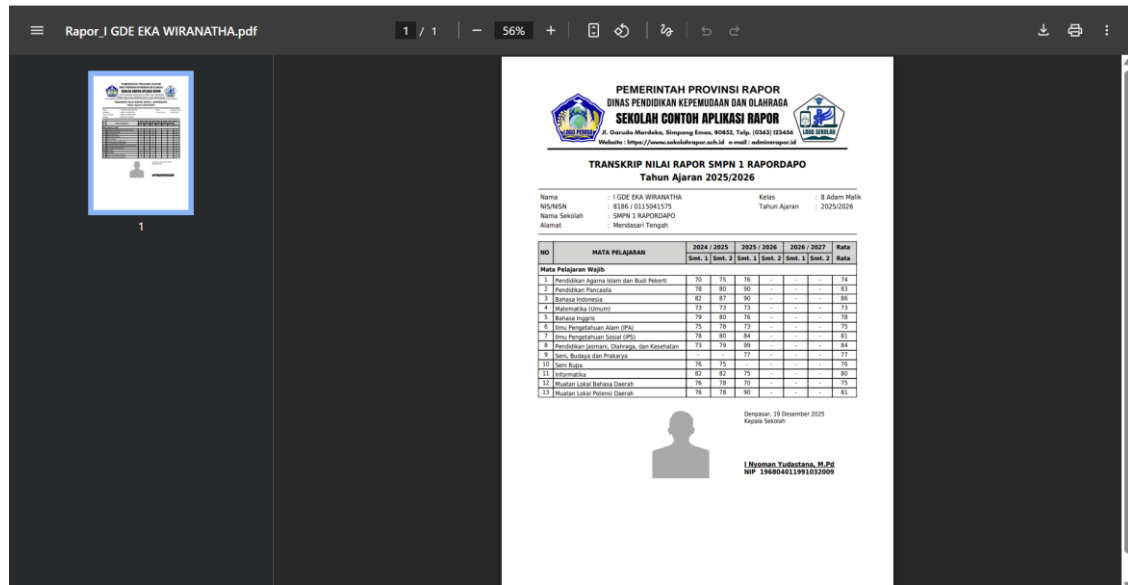 Rapor_I GDE EKA WIRANATHA.pdf
1 / 1
56%
1
PEMERINTAH PROVINSI RAPOR
DINAS PENDIDIKAN KEPEMUDAAN DAN OLAHRAGA
SEKOLAH CONTOH APLIKASI RAPOR
Jl. Garuda Merdeka, Simpang Emas, 80852, Telp. (0363) 123456
Website : https://www.sekolahrapor.sch.id e-mail : adminsrapor.id
LOGO PEMDA
LOGO SEKOLAH
TRANSKRIP NILAI RAPOR SMPN 1 RAPORDAPO
Tahun Ajaran 2025/2026
Nama : I GDE EKA WIRANATHA Kelas : 8 Adam Malik
NIS/NISN : 8186 / 0115041575 Tahun Ajaran : 2025/2026
Nama Sekolah : SMPN 1 RAPORDAPO
Alamat : Mendasari Tengah
NO MATA PELAJARAN 2024 / 2025 2025 / 2026 2026 / 2027 Rata
Smt. 1 Smt. 2 Smt. 1 Smt. 2 Smt. 1 Smt. 2 Rata
Mata Pelajaran Wajib
1 Pendidikan Agama Islam dan Budi Pekerti 70 75 76 - - - 74
2 Pendidikan Pancasila 78 80 90 - - - 83
3 Bahasa Indonesia 82 87 90 - - - 86
4 Matematika (Umum) 73 73 73 - - - 73
5 Bahasa Inggris 79 80 76 - - - 78
6 Ilmu Pengetahuan Alam (IPA) 75 78 73 - - - 75
7 Ilmu Pengetahuan Sosial (IPS) 78 80 84 - - - 81
8 Pendidikan Jasmani, Olahraga, dan Kesehatan 73 79 99 - - - 84
9 Seni, Budaya dan Prakarya - - 77 - - - 77
10 Seni Rupa 76 75 - - - - 76
11 Informatika 82 82 75 - - - 80
12 Muatan Lokal Bahasa Daerah 76 78 70 - - - 75
13 Muatan Lokal Potensi Daerah 76 78 90 - - - 81
Denpasar, 19 Desember 2025
Kepala Sekolah
I Nyoman Yudastana, M.Pd
NIP 196804011991032009